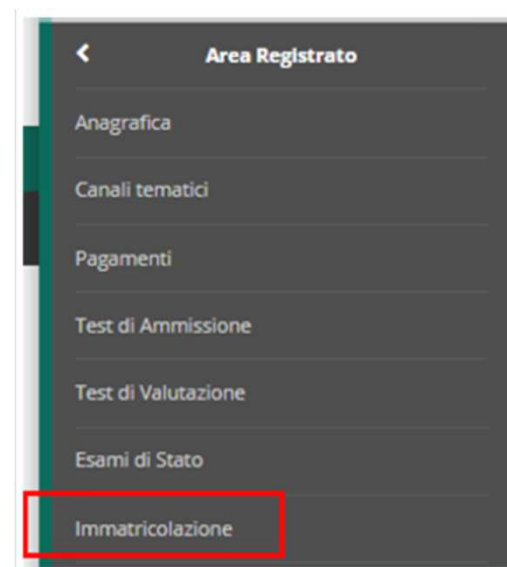 Area Registrato
Anagrafica
Canali tematici
Pagamenti
Test di Ammissione
Test di Valutazione
Esami di Stato
Immatricolazione